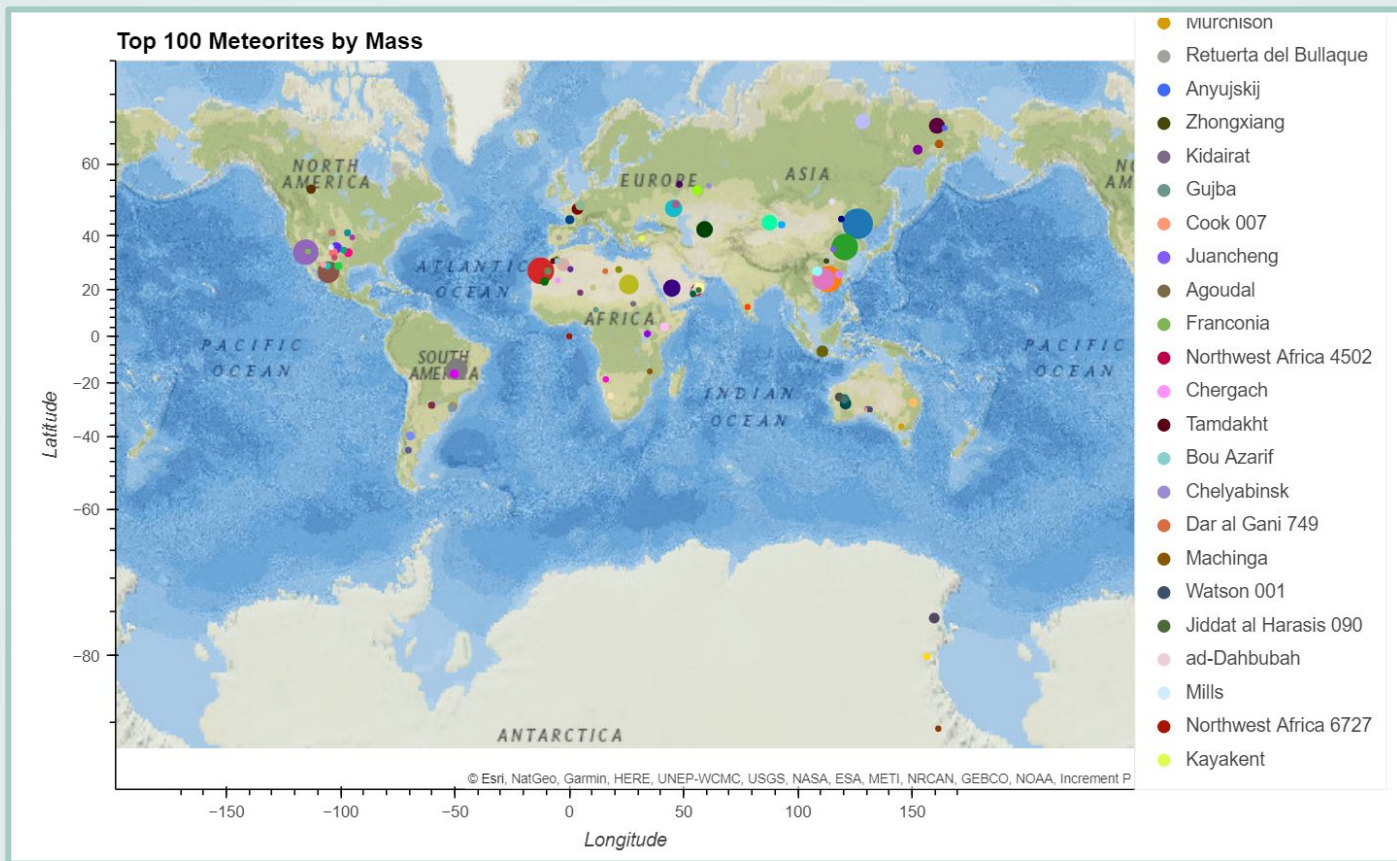 Top 100 Meteorites by Mass
NORTH
AMERICA
EUROPE
ASIA
ATLANTIC
OCEAN
AFRICA
PACIFIC
OCEAN
SOUTH
AMERICA
INDIAN
OCEAN
PACIFIC
OCEAN
NO
AM
ANTARCTICA
© Esri, NatGeo, Garmin, HERE, UNEP-WCMC, USGS, NASA, ESA, METI, NRCAN, GEBCO, NOAA, Increment P
Latitude
60
40
20
0
−20
−40
−60
−80
−150
−100
−50
0
50
100
150
Longitude
Murchison
Retuerta del Bullaque
Anyujskij
Zhongxiang
Kidairat
Gujba
Cook 007
Juancheng
Agoudal
Franconia
Northwest Africa 4502
Chergach
Tamdakht
Bou Azarif
Chelyabinsk
Dar al Gani 749
Machinga
Watson 001
Jiddat al Harasis 090
ad-Dahbubah
Mills
Northwest Africa 6727
Kayakent